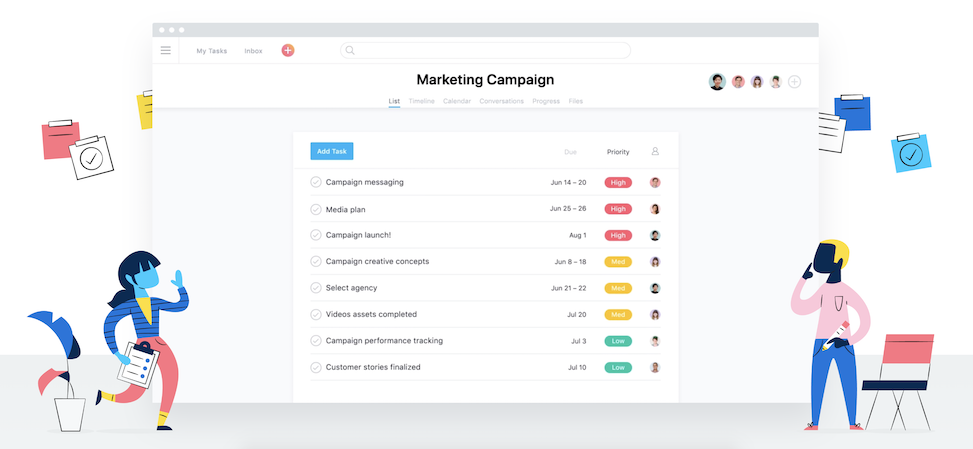 My Tasks Inbox
Marketing Campaign
List Timeline Calendar Conversations Progress Files
Add Task Due Priority
Campaign messaging Jun 14 – 20 High
Media plan Jun 25 – 26 High
Campaign launch! Aug 1 High
Campaign creative concepts Jun 8 – 18 Med
Select agency Jun 21 – 22 Med
Videos assets completed Jul 20 Med
Campaign performance tracking Jul 3 Low
Customer stories finalized Jul 10 Low